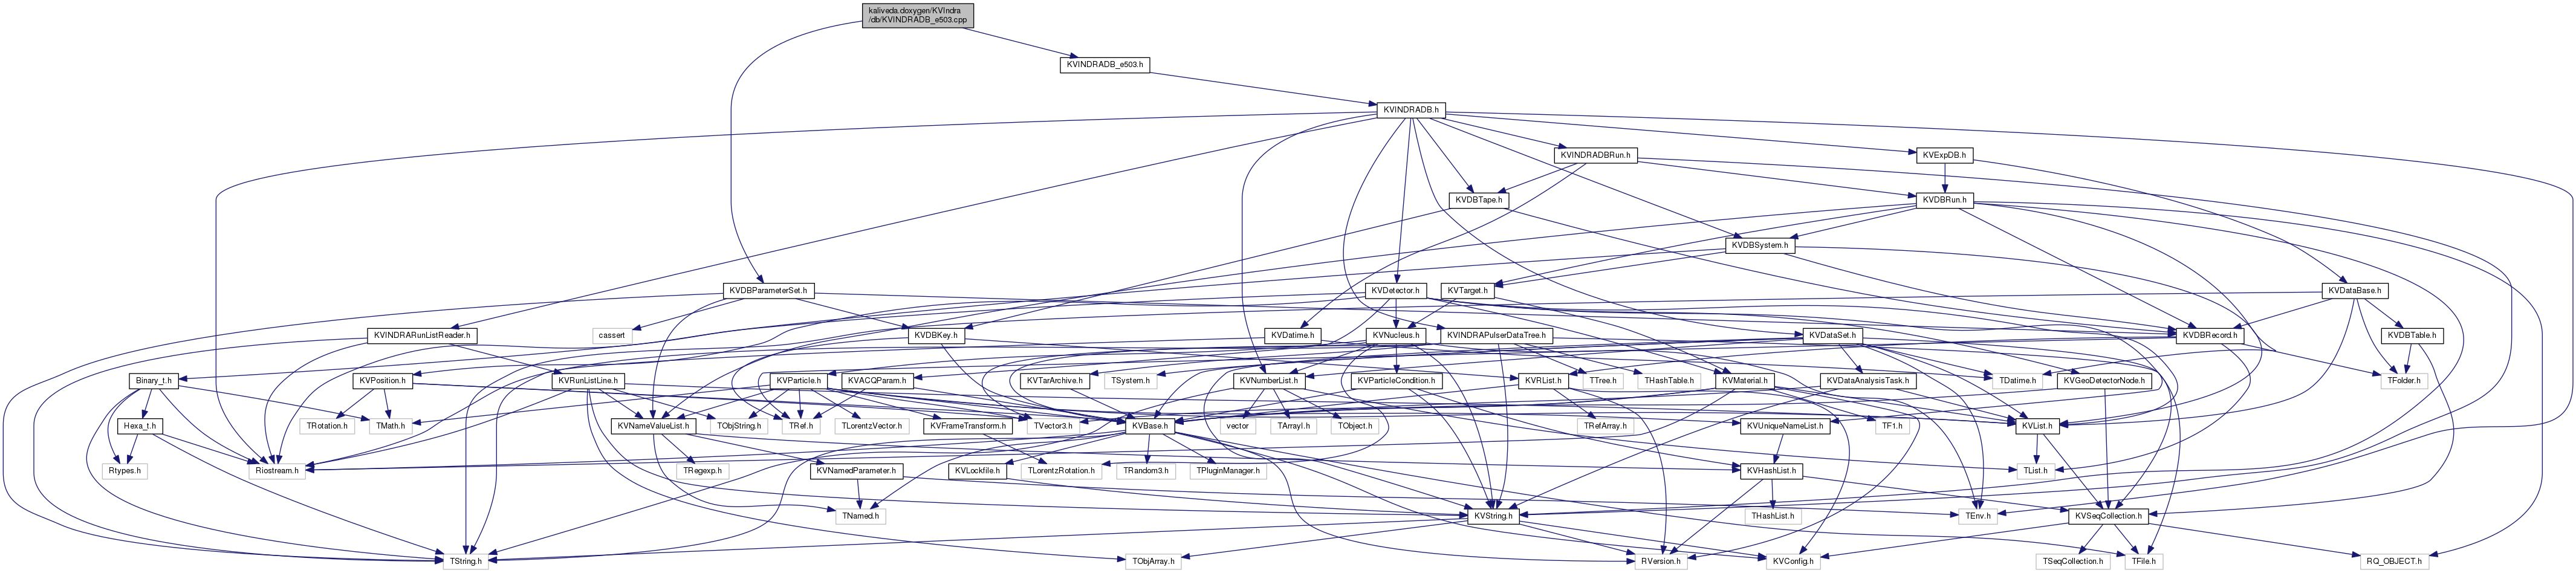 kaliveda.doxygen/KVIndra
/db/KVINDRADB_e503.cpp
KVINDRADB_e503.h
KVINDRADB.h
KVINDRADBRun.h
KVExpDB.h
KVDBTape.h
KVDBRun.h
KVDBSystem.h
KVDBParameterSet.h
KVDetector.h
KVTarget.h
KVDataBase.h
KVINDRARunListReader.h
cassert
KVDBKey.h
KVDatime.h
KVNucleus.h
KVINDRAPulserDataTree.h
KVDataSet.h
KVDBRecord.h
KVDBTable.h
Binary_t.h
KVPosition.h
KVRunListLine.h
KVParticle.h
KVACQParam.h
KVTarArchive.h
TSystem.h
KVNumberList.h
KVParticleCondition.h
KVRList.h
TTree.h
THashTable.h
KVMaterial.h
KVDataAnalysisTask.h
TDatime.h
KVGeoDetectorNode.h
TFolder.h
Hexa_t.h
TRotation.h
TMath.h
KVNameValueList.h
TObjString.h
TRef.h
TLorentzVector.h
KVFrameTransform.h
TVector3.h
KVBase.h
vector
TArrayI.h
TObject.h
TRefArray.h
KVUniqueNameList.h
TF1.h
KVList.h
Rtypes.h
Riostream.h
TRegexp.h
KVNamedParameter.h
KVLockfile.h
TLorentzRotation.h
TRandom3.h
TPluginManager.h
KVHashList.h
TList.h
TNamed.h
KVString.h
THashList.h
TEnv.h
KVSeqCollection.h
TString.h
TObjArray.h
RVersion.h
KVConfig.h
TSeqCollection.h
TFile.h
RQ_OBJECT.h